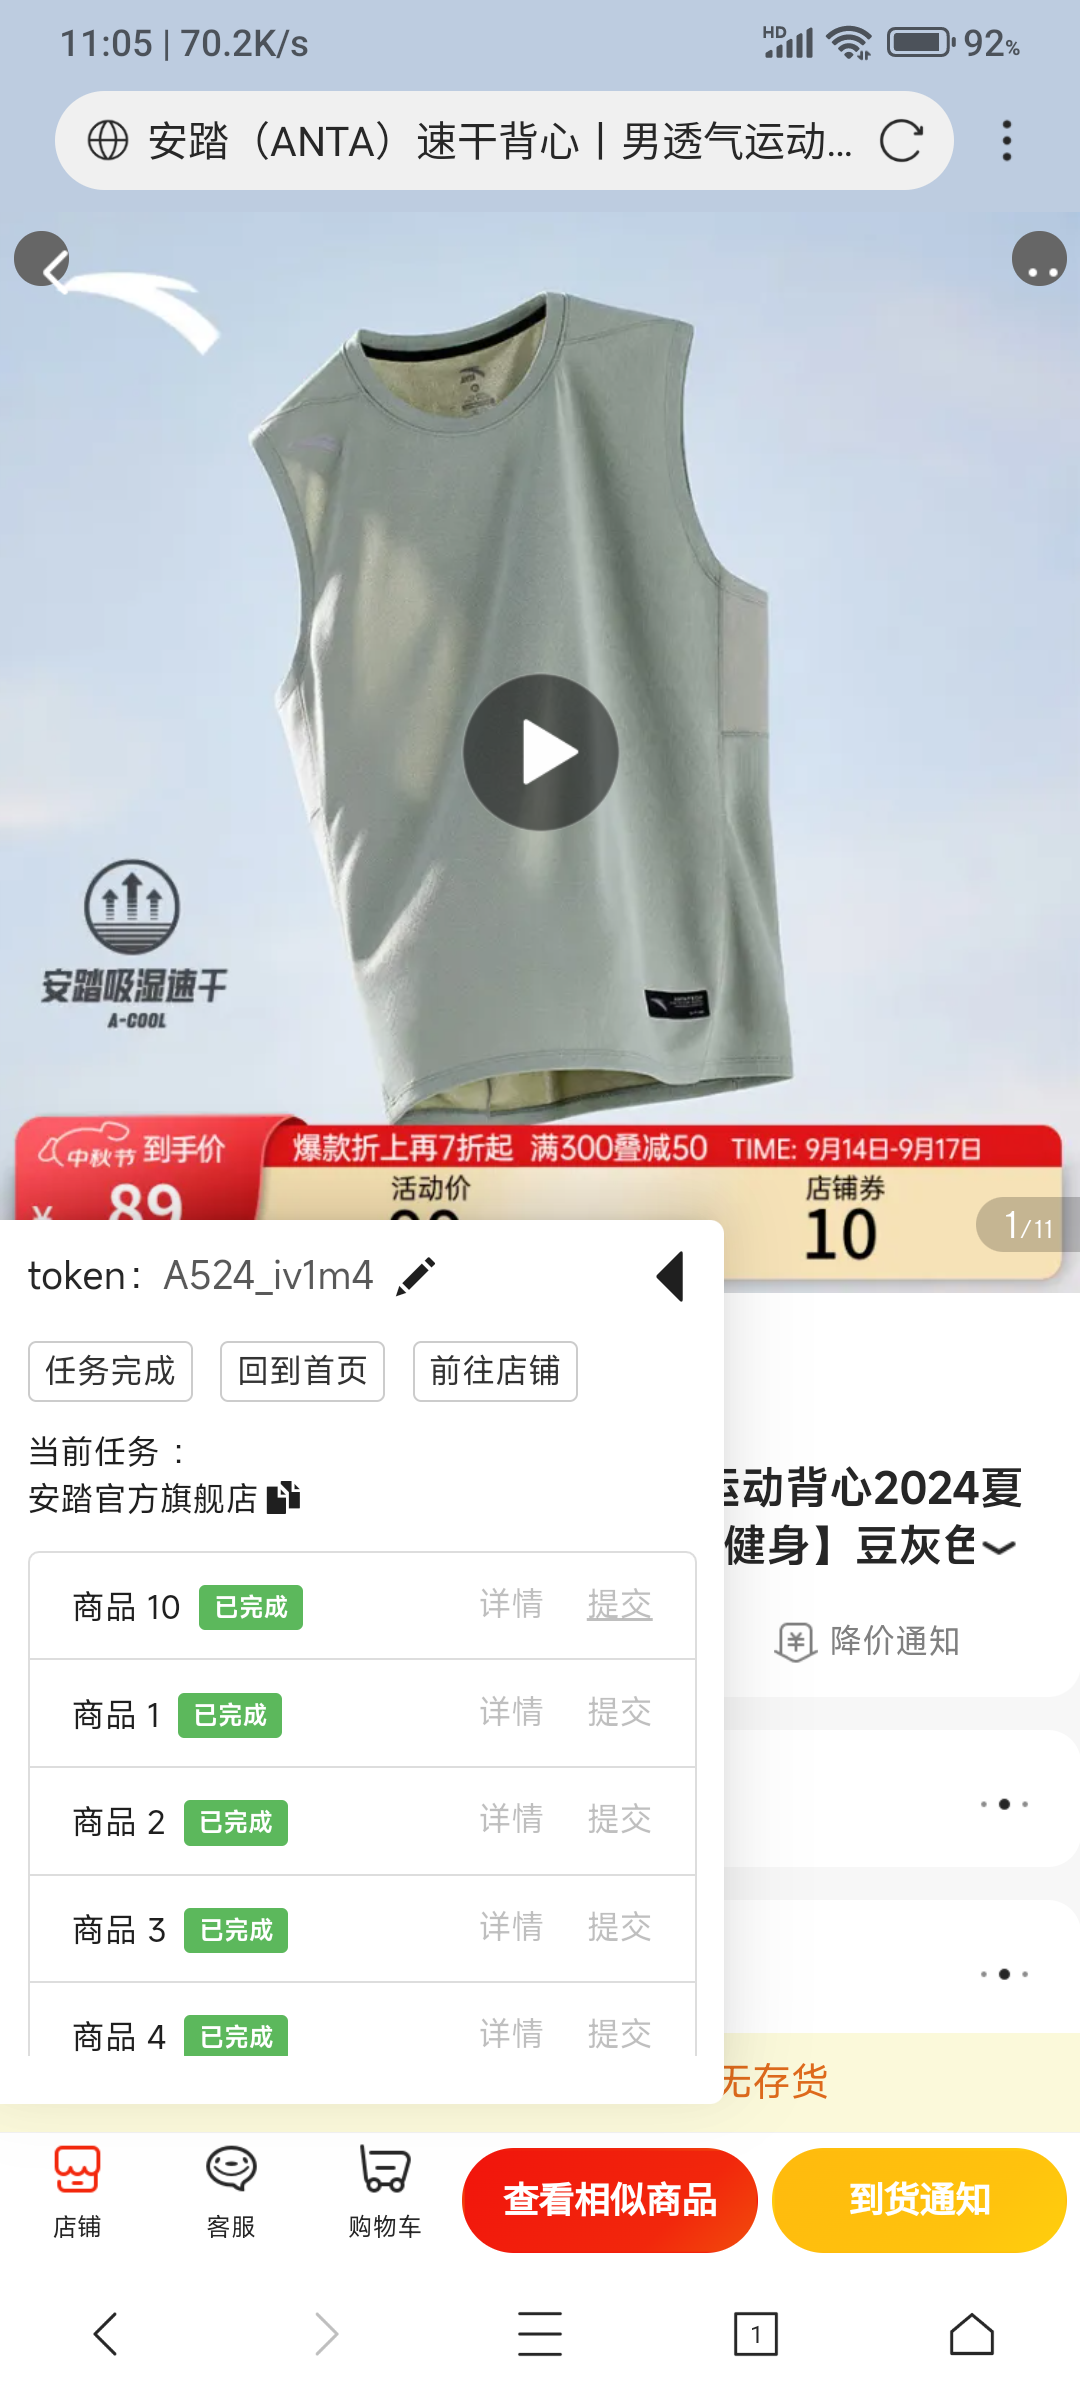 11:05 | 70.2K/s HD 92%
安踏（ANTA）速干背心丨男透气运动...
安踏吸湿速干
A-COOL
中秋节 到手价 爆款折上再7折起 满300叠减50 TIME: 9月14日-9月17日
活动价 店铺券
¥ 89 10
1/11
token： A524_iv1m4
任务完成 回到首页 前往店铺
当前任务 ：
安踏官方旗舰店
运动背心2024夏
健身】豆灰色
商品 10 已完成 详情 提交
降价通知
商品 1 已完成 详情 提交
商品 2 已完成 详情 提交
商品 3 已完成 详情 提交
商品 4 已完成 详情 提交
无存货
店铺 客服 购物车 查看相似商品 到货通知
1